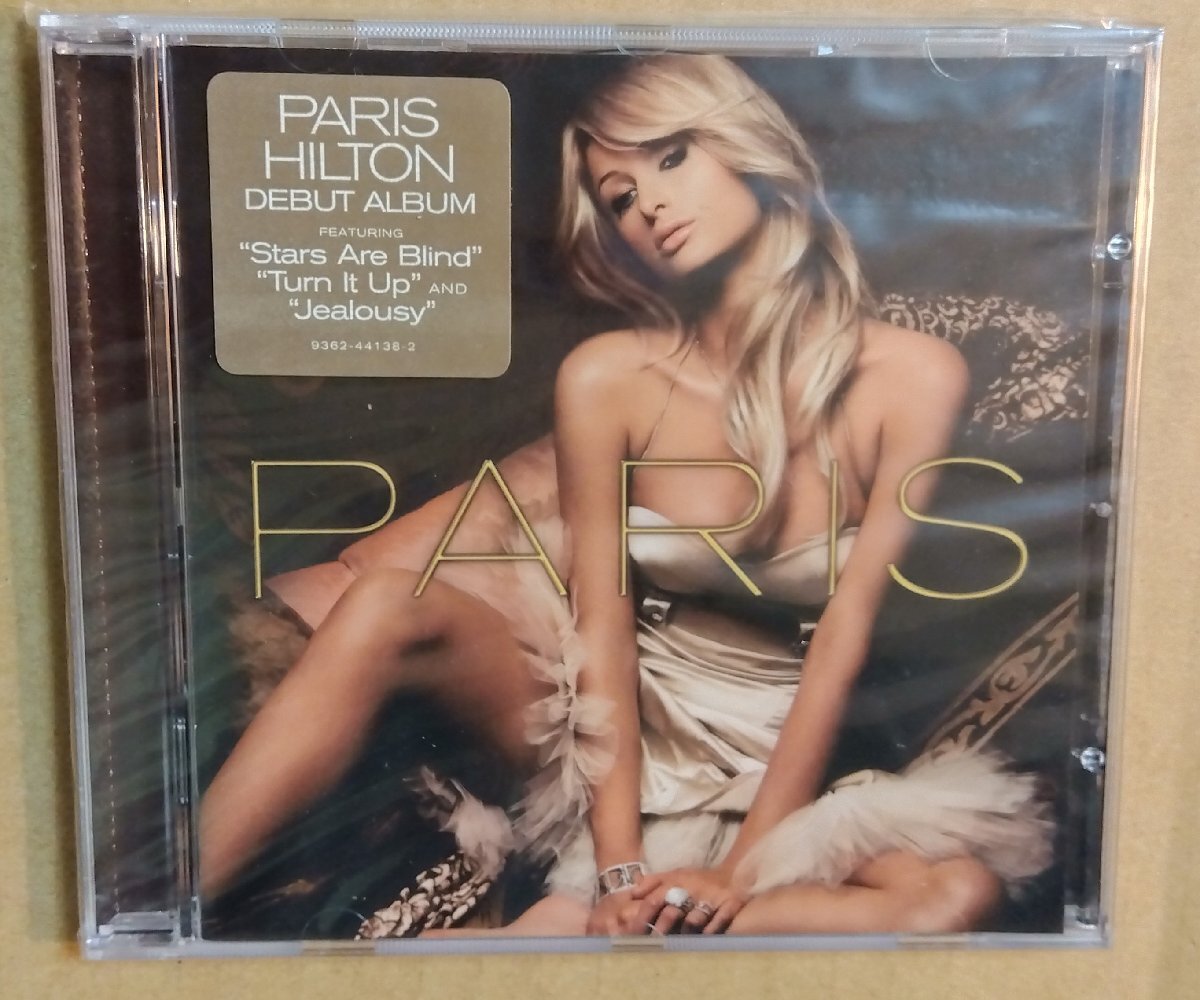 PARIS
HILTON
DEBUT ALBUM
FEATURING
“Stars Are Blind”
“Turn It Up” AND
“Jealousy”
9362-44138-2
PARIS